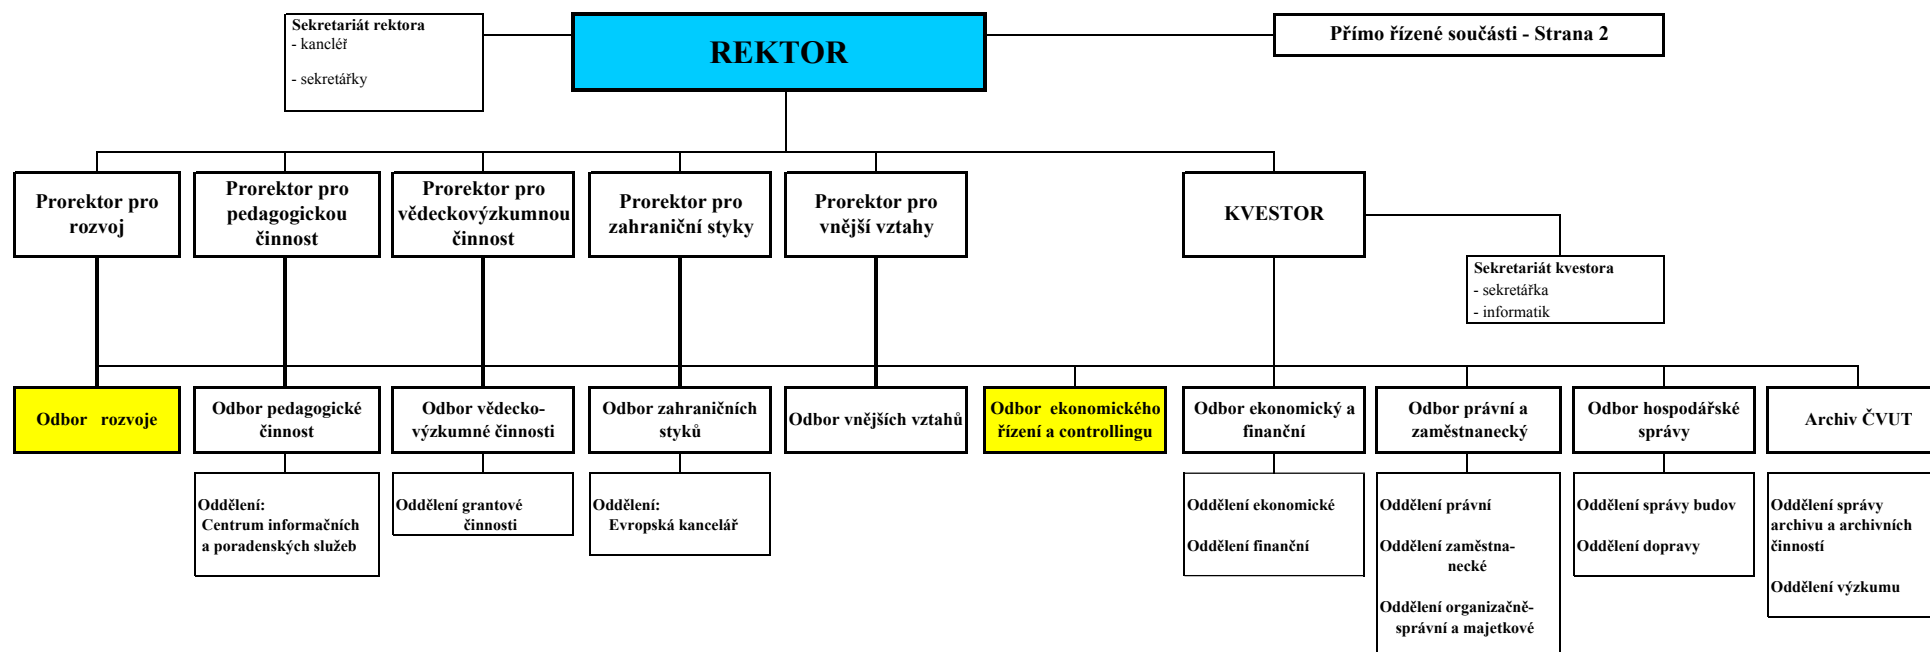 Sekretariát rektora
- kancléř
- sekretářky
REKTOR
Přímo řízené součásti - Strana 2
Prorektor pro
rozvoj
Prorektor pro
pedagogickou
činnost
Prorektor pro
vědeckovýzkumnou
činnost
Prorektor pro
zahraniční styky
Prorektor pro
vnější vztahy
KVESTOR
Sekretariát kvestora
- sekretářka
- informatik
Odbor rozvoje
Odbor pedagogické
činnost
Odbor vědecko-
výzkumné činnosti
Odbor zahraničních
styků
Odbor vnějších vztahů
Odbor ekonomického
řízení a controllingu
Odbor ekonomický a
finanční
Odbor právní a
zaměstnanecký
Odbor hospodářské
správy
Archiv ČVUT
Oddělení:
Centrum informačních
a poradenských služeb
Oddělení grantové
činnosti
Oddělení:
Evropská kancelář
Oddělení ekonomické
Oddělení finanční
Oddělení právní
Oddělení zaměstna-
necké
Oddělení organizačně-
správní a majetkové
Oddělení správy budov
Oddělení dopravy
Oddělení správy
archivu a archivních
činností
Oddělení výzkumu